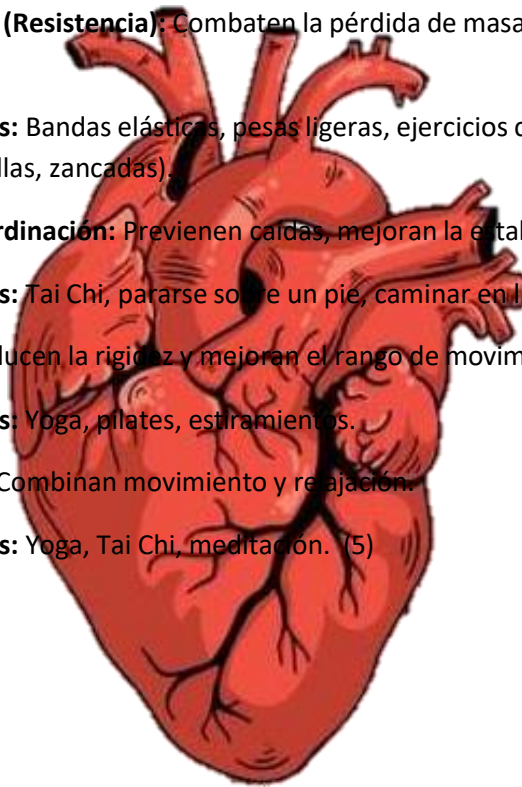 (Resistencia): Combaten la pérdida de masa
s: Bandas elásticas, pesas ligeras, ejercicios
llas, zancadas).
rdinación: Previenen caídas, mejoran la estab
s: Tai Chi, pararse sobre un pie, caminar en l
ucen la rigidez y mejoran el rango de movim
s: Yoga, pilates, estiramientos.
Combinan movimiento y relajación.
s: Yoga, Tai Chi, meditación. (5)